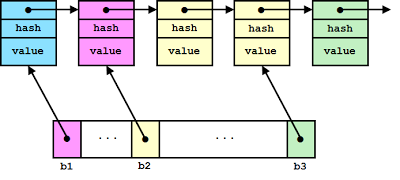 hash hash hash hash hash
value value value value value
... ...
b1 b2 b3